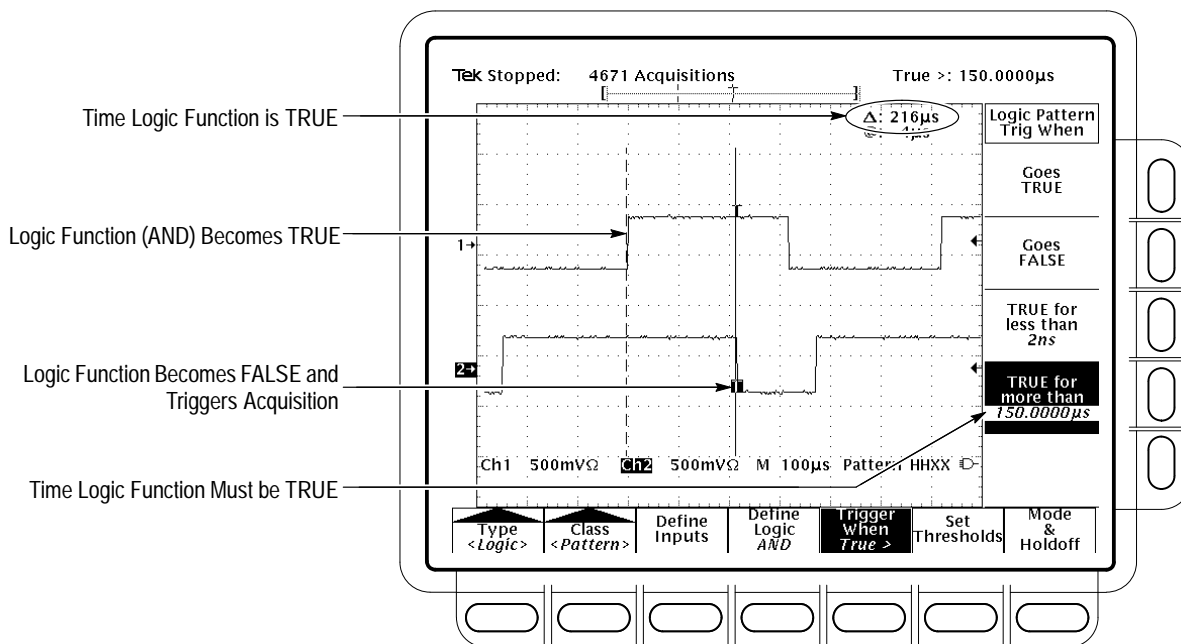 Tek Stopped: 4671 Acquisitions True >: 150.0000µs
Time Logic Function is TRUE
Δ: 216µs
Logic Pattern
Trig When
Goes
TRUE
Logic Function (AND) Becomes TRUE
1→
Goes
FALSE
TRUE for
less than
2ns
2→
Logic Function Becomes FALSE and
Triggers Acquisition
TRUE for
more than
150.0000µs
Ch1 500mVΩ Ch2 500mVΩ M 100µs Pattern HHXX
Time Logic Function Must be TRUE
Type
<Logic>
Class
<Pattern>
Define
Inputs
Define
Logic
AND
Trigger
When
True >
Set
Thresholds
Mode
&
Holdoff